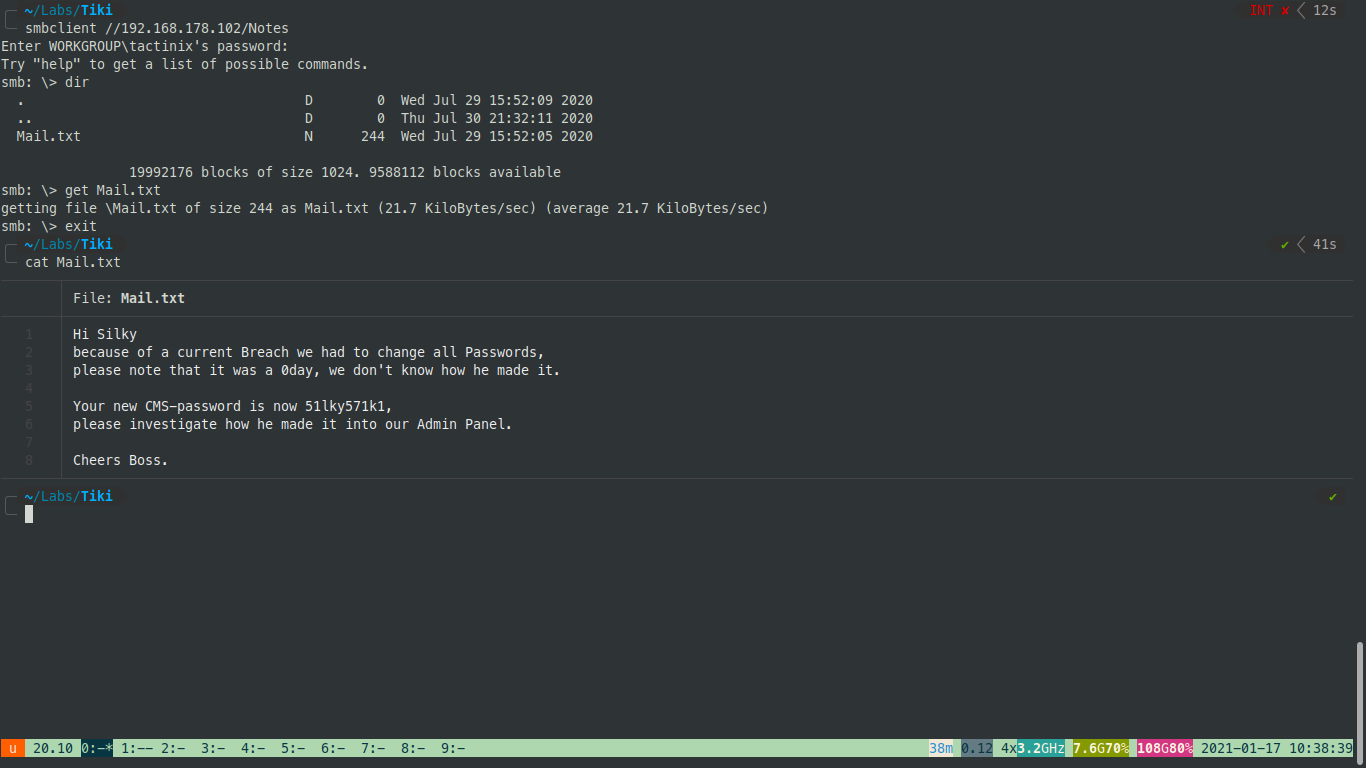 ~/Labs/Tiki INT ✘ 12s
smbclient //192.168.178.102/Notes
Enter WORKGROUP\tactinix's password:
Try "help" to get a list of possible commands.
smb: \> dir
. D 0 Wed Jul 29 15:52:09 2020
.. D 0 Thu Jul 30 21:32:11 2020
Mail.txt N 244 Wed Jul 29 15:52:05 2020
19992176 blocks of size 1024. 9588112 blocks available
smb: \> get Mail.txt
getting file \Mail.txt of size 244 as Mail.txt (21.7 KiloBytes/sec) (average 21.7 KiloBytes/sec)
smb: \> exit
~/Labs/Tiki ✔ 41s
cat Mail.txt
File: Mail.txt
1 Hi Silky
2 because of a current Breach we had to change all Passwords,
3 please note that it was a 0day, we don't know how he made it.
4
5 Your new CMS-password is now 51lky571k1,
6 please investigate how he made it into our Admin Panel.
7
8 Cheers Boss.
~/Labs/Tiki ✔
u 20.10 0:-* 1:-- 2:- 3:- 4:- 5:- 6:- 7:- 8:- 9:- 38m 0.12 4x3.2GHz 7.6G70% 108G80% 2021-01-17 10:38:39